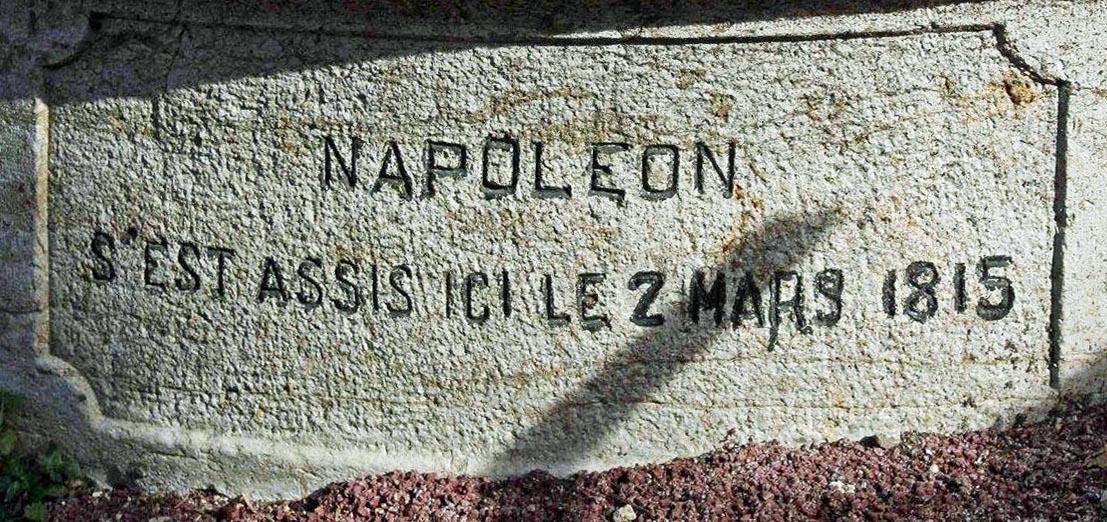 NAPOLEON
S'EST ASSIS ICI LE 2 MARS 1815